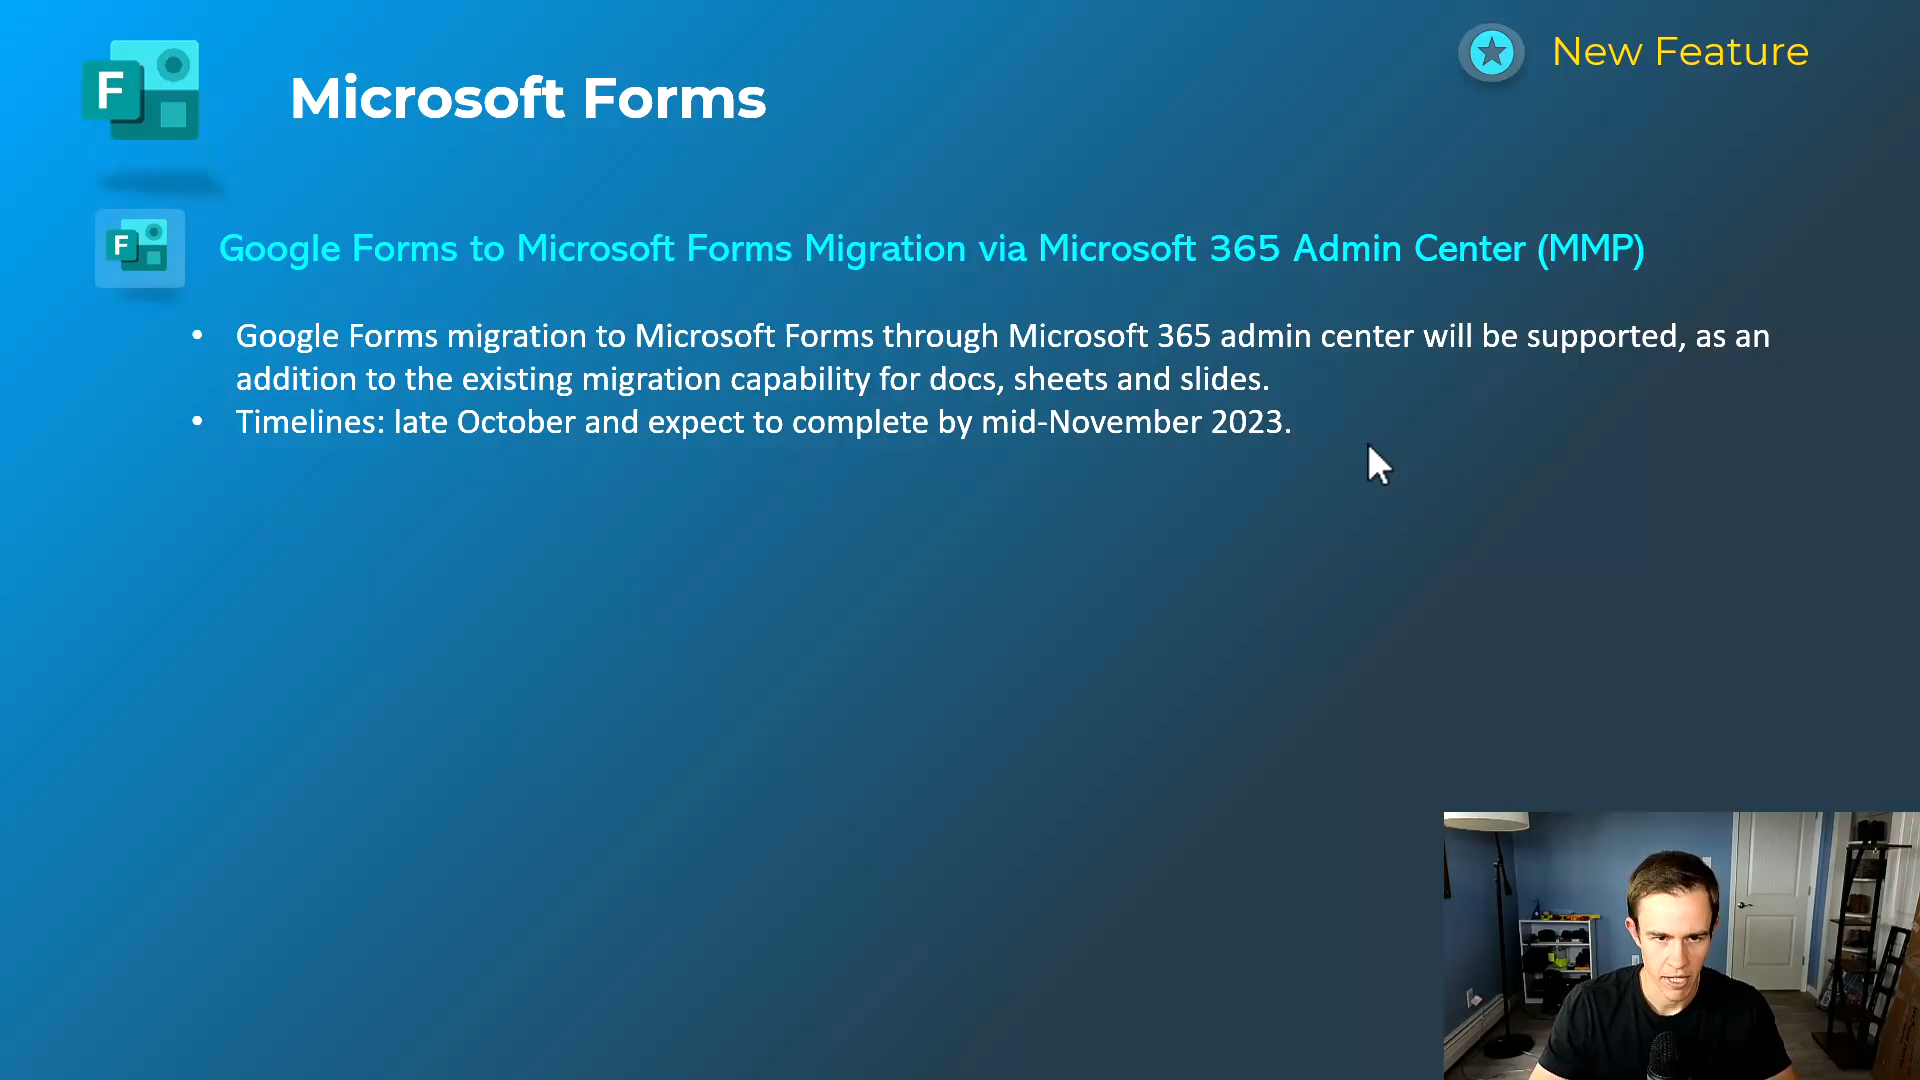 F
Microsoft Forms
New Feature
F
Google Forms to Microsoft Forms Migration via Microsoft 365 Admin Center (MMP)
• Google Forms migration to Microsoft Forms through Microsoft 365 admin center will be supported, as an
addition to the existing migration capability for docs, sheets and slides.
• Timelines: late October and expect to complete by mid-November 2023.